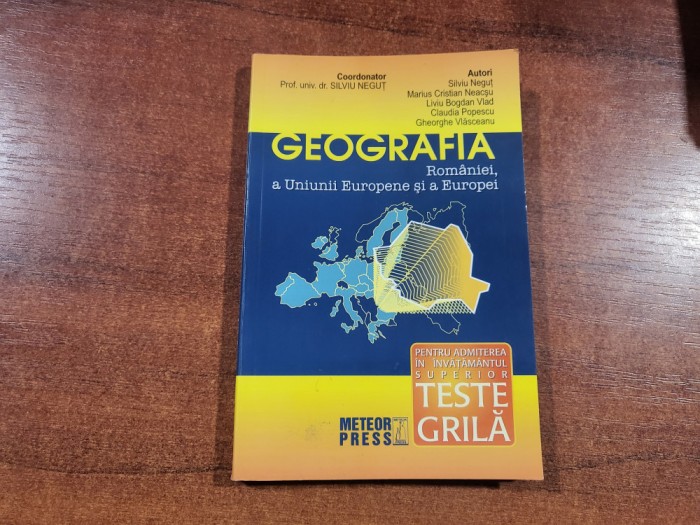 Coordonator
Prof. univ. dr. SILVIU NEGUȚ
Autori
Silviu Neguț
Marius Cristian Neacșu
Liviu Bogdan Vlad
Claudia Popescu
Gheorghe Vlăsceanu
GEOGRAFIA
României,
a Uniunii Europene și a Europei
PENTRU ADMITEREA
ÎN ÎNVĂȚĂMÂNTUL
SUPERIOR
TESTE
GRILĂ
METEOR
PRESS